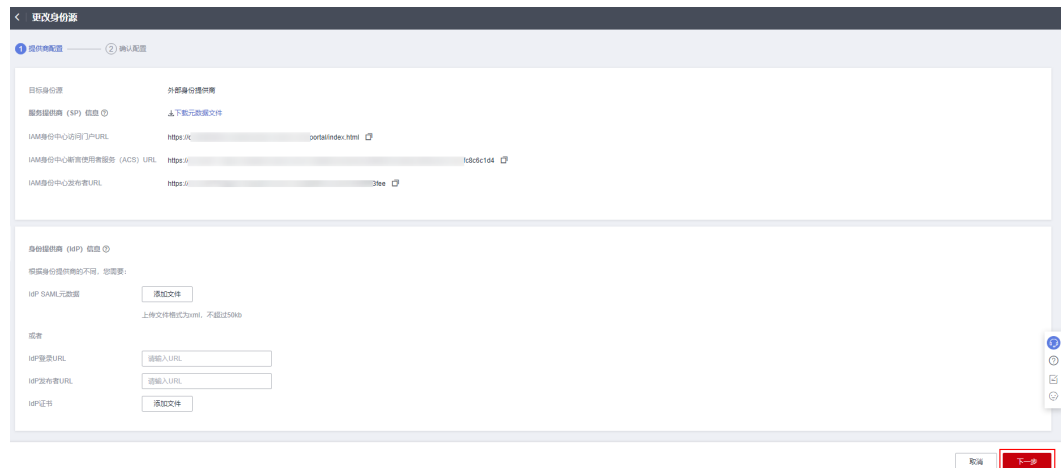 更改身份源
1 提供商配置 2 确认配置
目标身份源 外部身份提供商
服务提供商（SP）信息 下载元数据文件
IAM身份中心访问门户URL https://c portal/index.html
IAM身份中心断言使用者服务（ACS）URL https:// fc8c6c1d4
IAM身份中心发布者URL https:// 3fee
身份提供商（IdP）信息
根据身份提供商的不同，您需要：
IdP SAML元数据 添加文件
上传文件格式为xml，不超过50kb
或者
IdP登录URL 请输入URL
IdP发布者URL 请输入URL
IdP证书 添加文件
取消 下一步